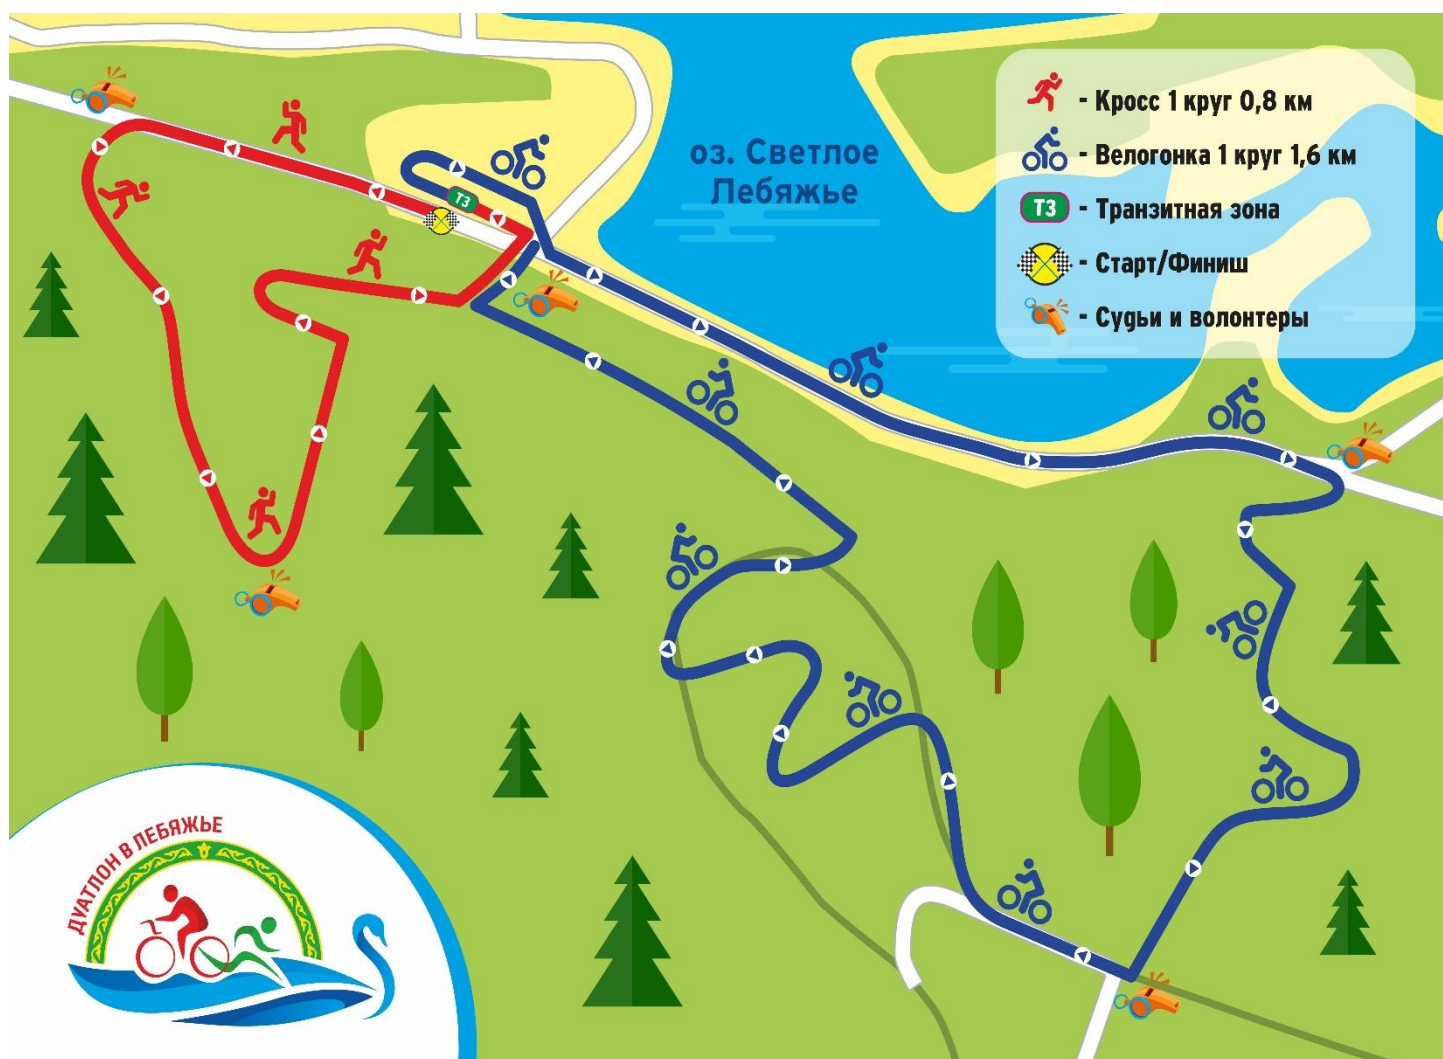 оз. Светлое
Лебяжье
- Кросс 1 круг 0,8 км
- Велогонка 1 круг 1,6 км
ТЗ - Транзитная зона
- Старт/Финиш
- Судьи и волонтеры
ТЗ
ДУАТЛОН В ЛЕБЯЖЬЕ